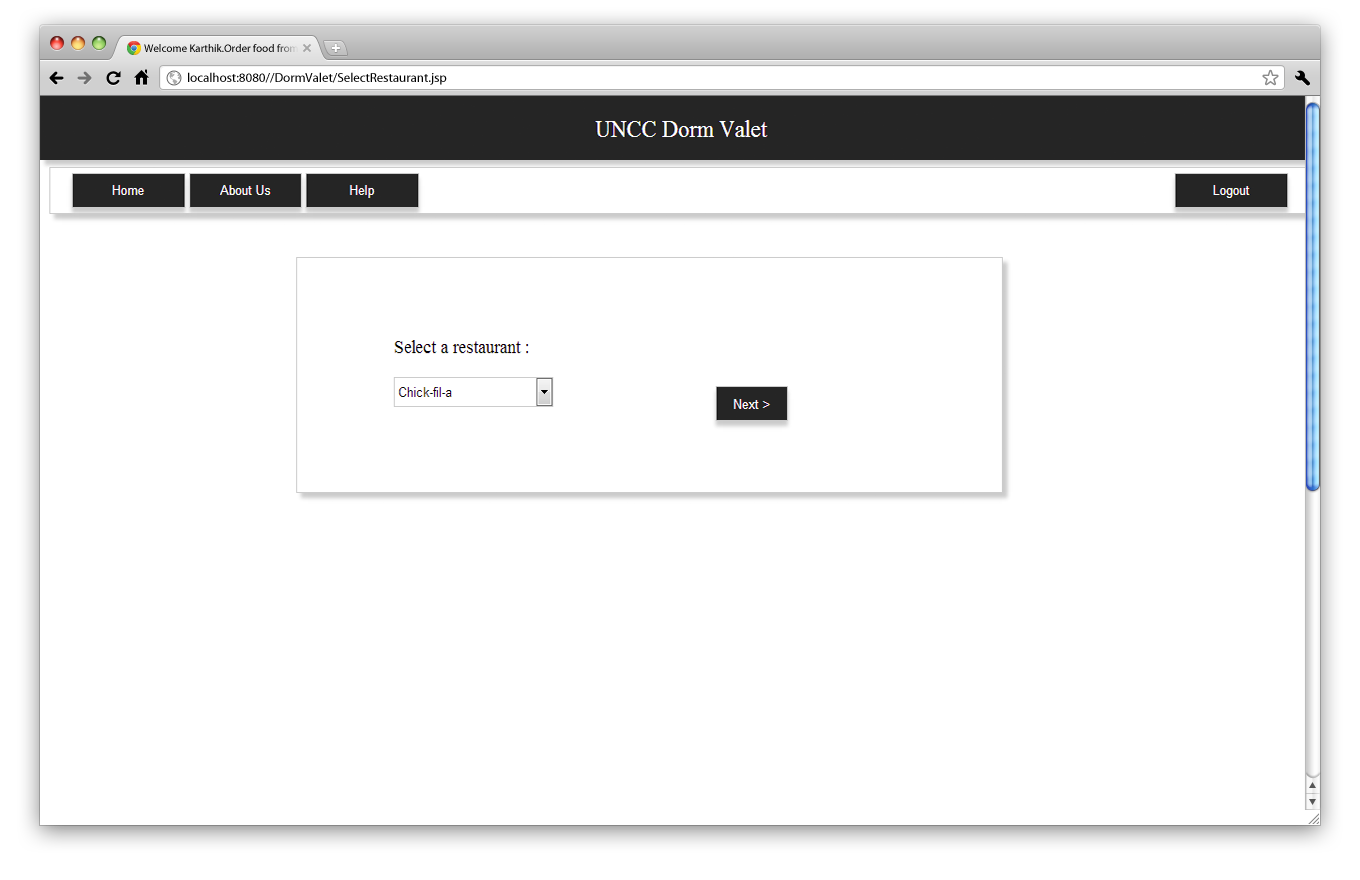 Welcome Karthik.Order food from
localhost:8080//DormValet/SelectRestaurant.jsp
UNCC Dorm Valet
Home About Us Help Logout
Select a restaurant :
Chick-fil-a
Next >